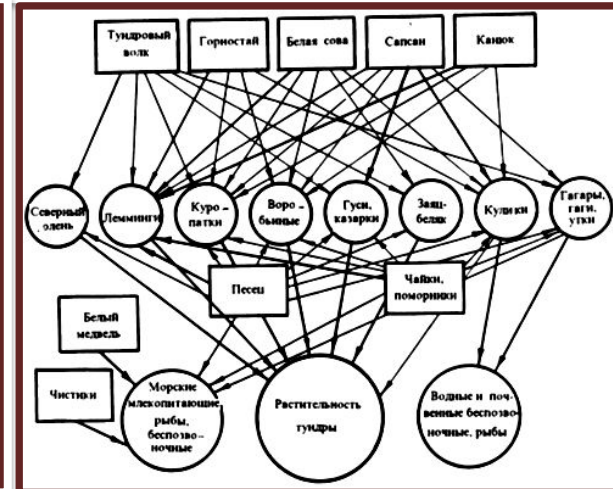 Тундровый
волк
Горностай
Белая сова
Сапсан
Канюк
Северный
олень
Лемминги
Куро-
патки
Воро-
бьиные
Гуси,
казарки
Заяц-
беляк
Кулики
Гагары,
гаги,
утки
Песец
Чайки,
поморники
Белый
медведь
Чистики
Морские
млекопитающие,
рыбы,
беспозво-
ночные
Растительность
тундры
Водные и поч-
венные беспозво-
ночные, рыбы